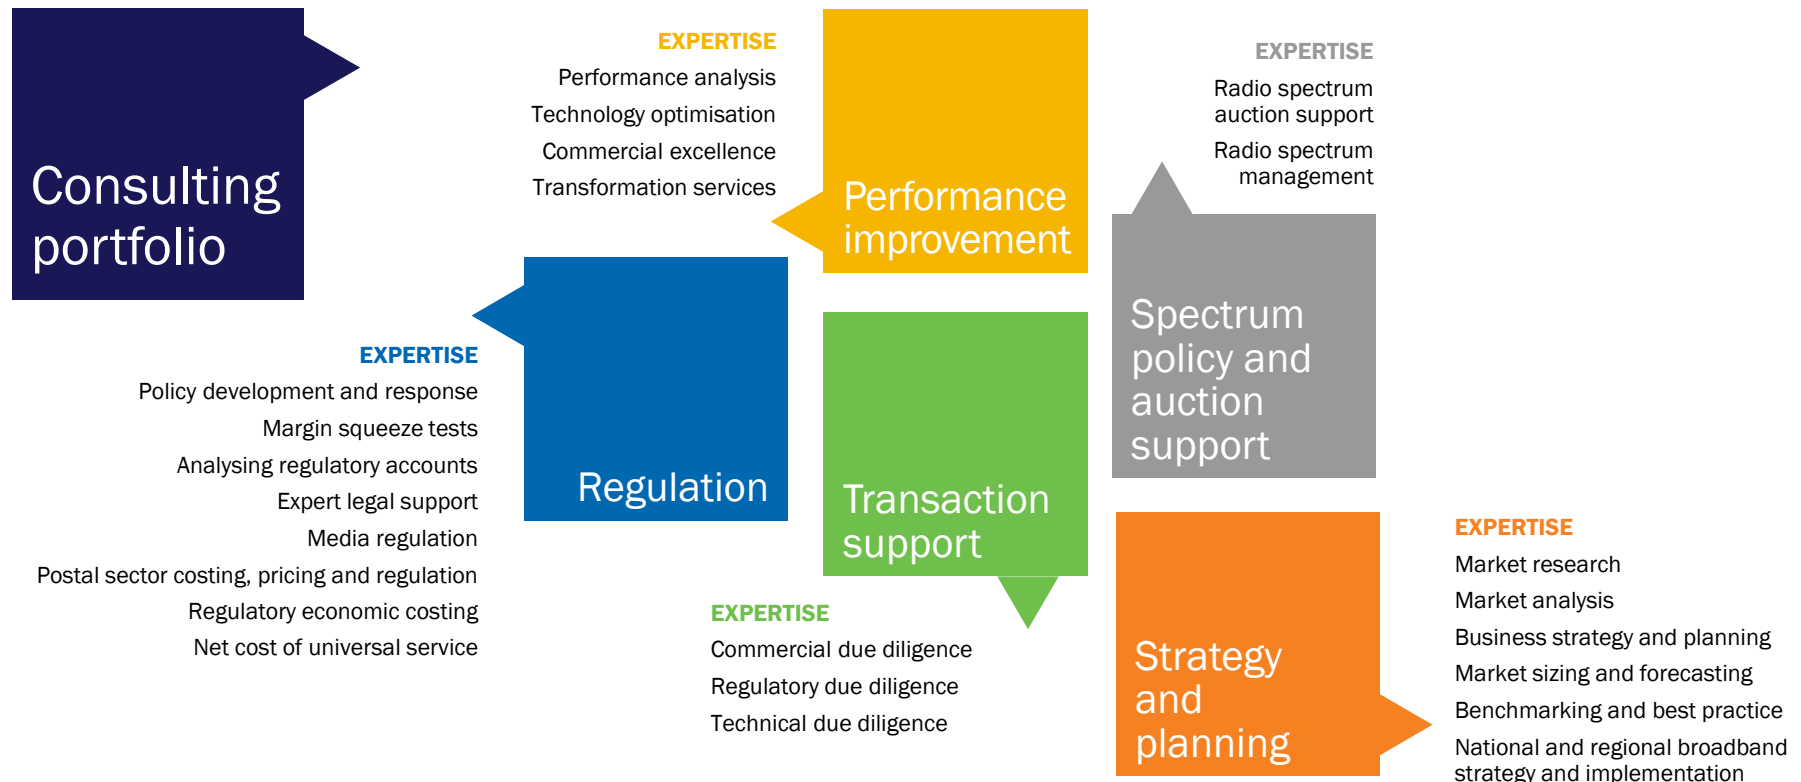 Consulting
portfolio
EXPERTISE
Performance analysis
Technology optimisation
Commercial excellence
Transformation services
Performance
improvement
EXPERTISE
Radio spectrum
auction support
Radio spectrum
management
Spectrum
policy and
auction
support
EXPERTISE
Policy development and response
Margin squeeze tests
Analysing regulatory accounts
Expert legal support
Media regulation
Postal sector costing, pricing and regulation
Regulatory economic costing
Net cost of universal service
Regulation
Transaction
support
EXPERTISE
Commercial due diligence
Regulatory due diligence
Technical due diligence
Strategy
and
planning
EXPERTISE
Market research
Market analysis
Business strategy and planning
Market sizing and forecasting
Benchmarking and best practice
National and regional broadband
strategy and implementation